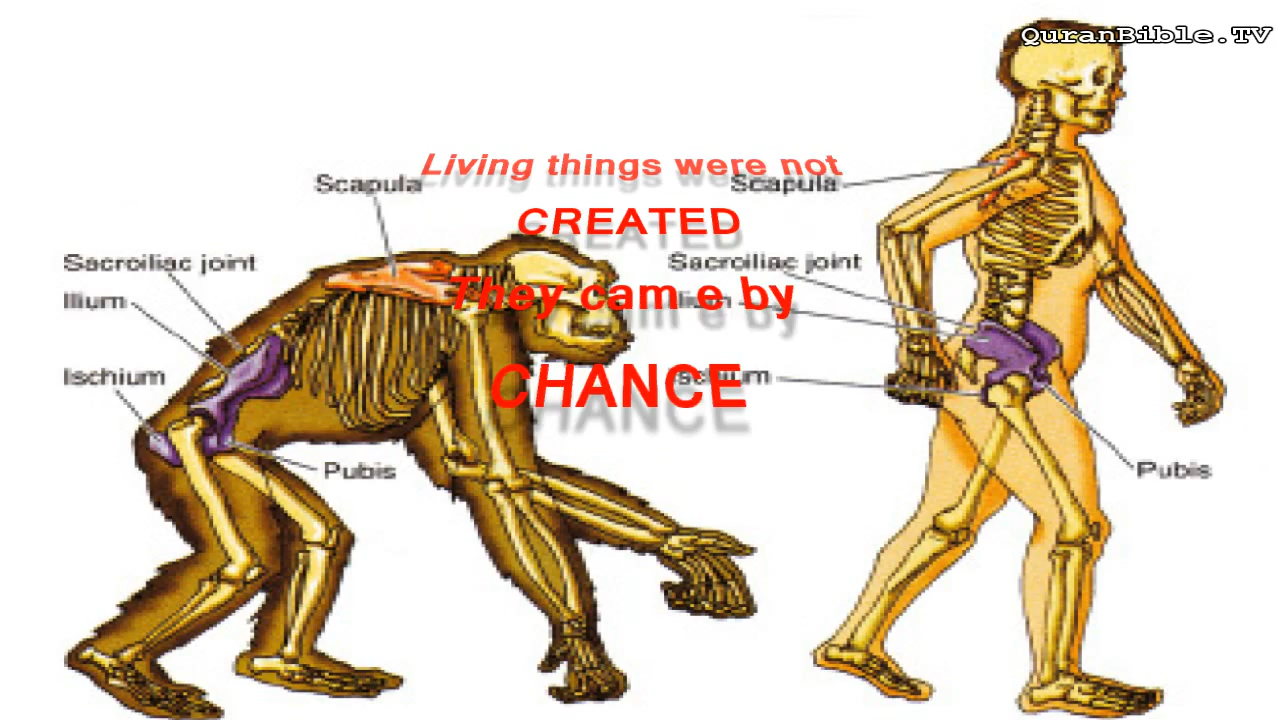 QuranBible.TV
Living things were not
CREATED
They cam e by
CHANCE
Scapula
Sacroiliac joint
Illium
Ischium
Pubis
Scapula
Sacroiliac joint
Pubis